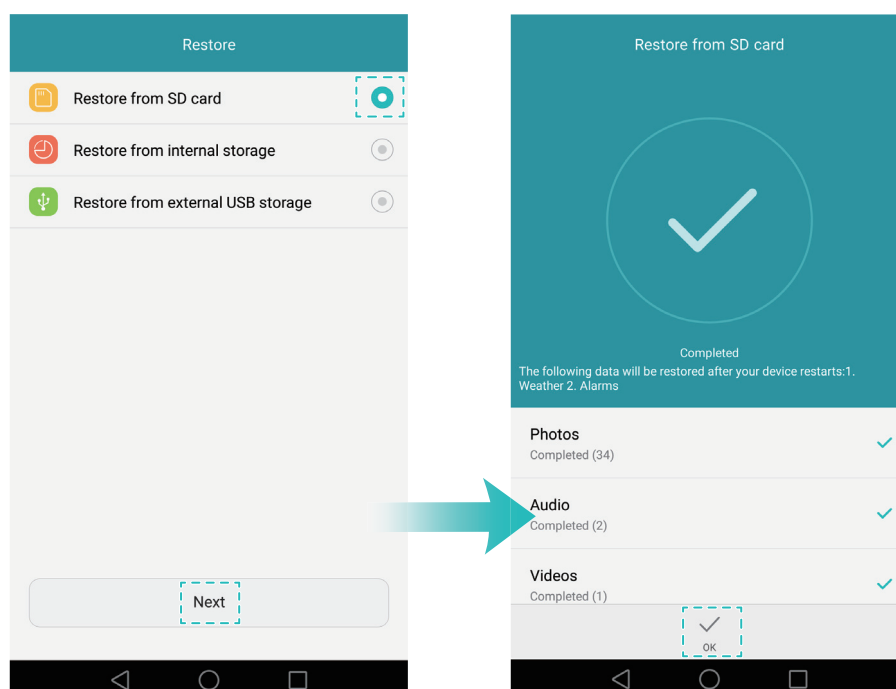 Restore
Restore from SD card
Restore from internal storage
Restore from external USB storage
Next
Restore from SD card
Completed
The following data will be restored after your device restarts:1.
Weather 2. Alarms
Photos
Completed (34)
Audio
Completed (2)
Videos
Completed (1)
OK